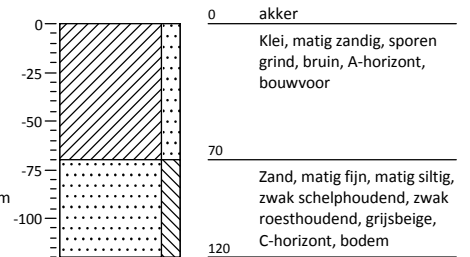 0 akker
0
Klei, matig zandig, sporen
grind, bruin, A-horizont,
bouwvoor
-25
-50
70
-75
Zand, matig fijn, matig siltig,
zwak schelphoudend, zwak
m
roesthoudend, grijsbeige,
-100
C-horizont, bodem
120